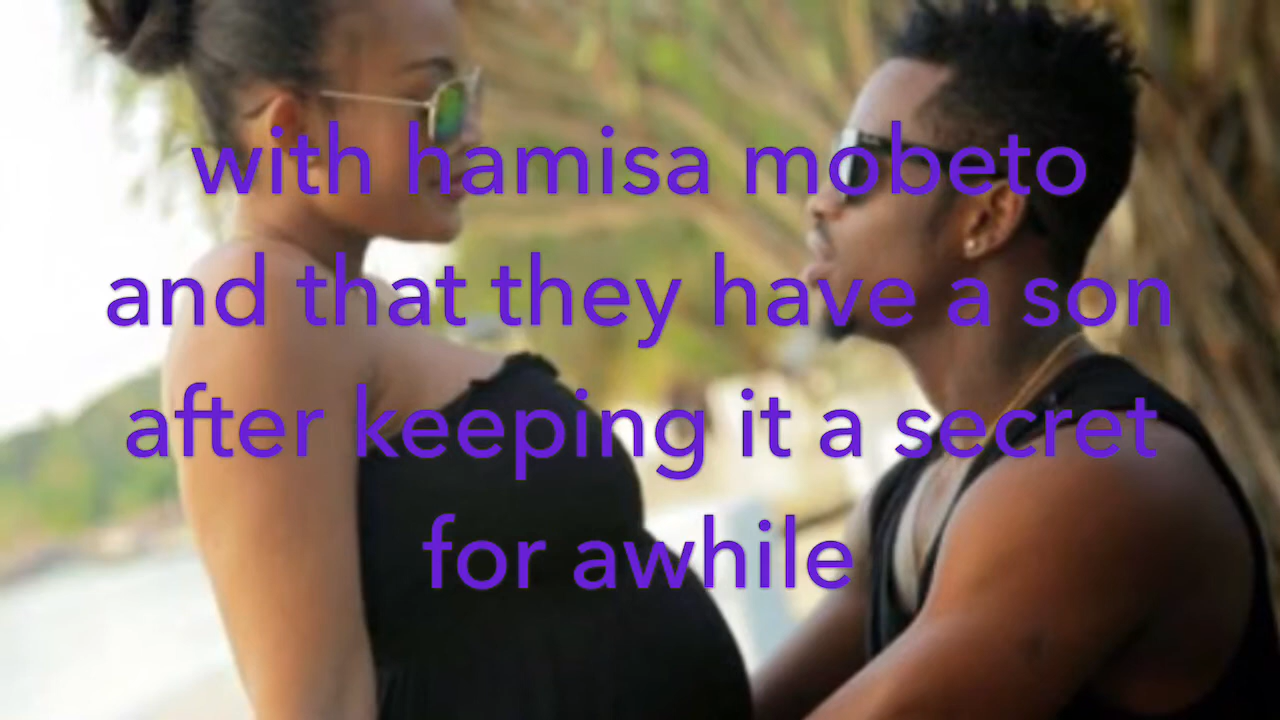 with hamisa mobeto
and that they have a son
after keeping it a secret
for awhile